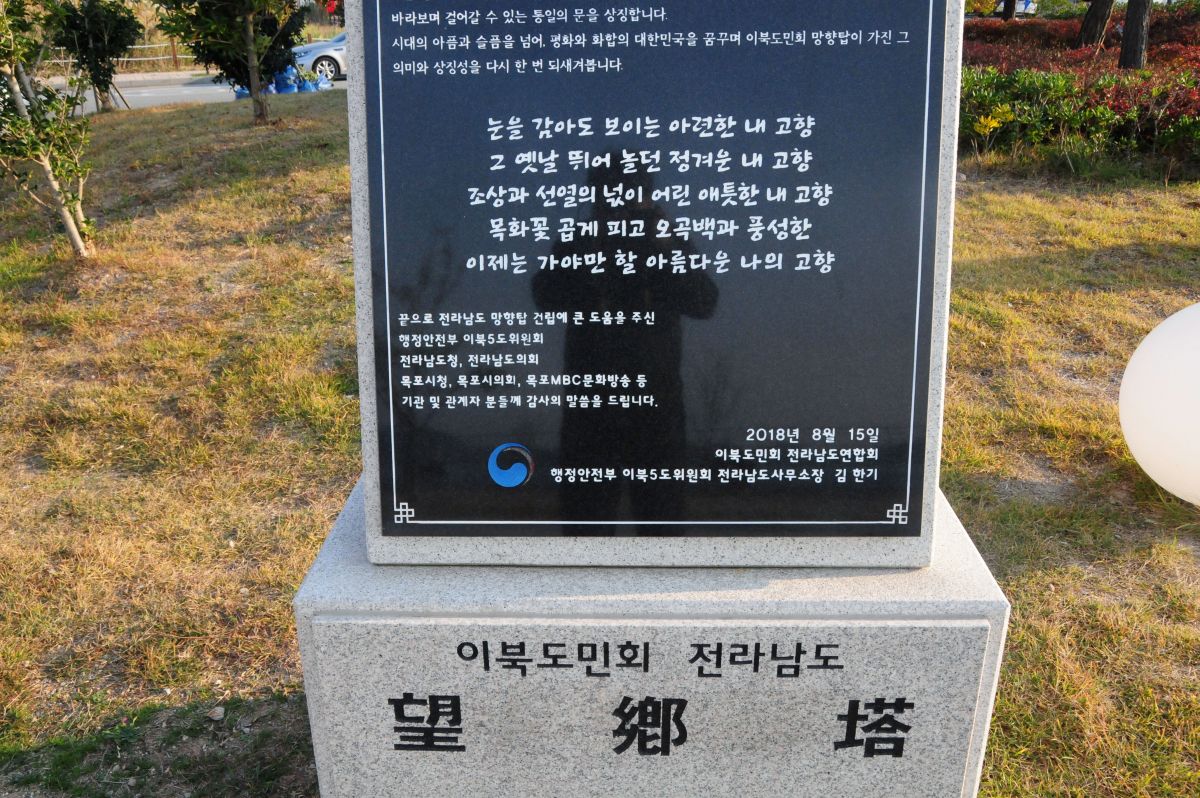 바라보며 걸어갈 수 있는 통일의 문을 상징합니다.
시대의 아픔과 슬픔을 넘어, 평화와 화합의 대한민국을 꿈꾸며 이북도민회 망향탑이 가진 그
의미와 상징성을 다시 한 번 되새겨봅니다.
눈을 감아도 보이는 아련한 내 고향
그 옛날 뛰어 놀던 정겨운 내 고향
조상과 선열의 넋이 어린 애틋한 내 고향
목화꽃 곱게 피고 오곡백과 풍성한
이제는 가야만 할 아름다운 나의 고향
끝으로 전라남도 망향탑 건립에 큰 도움을 주신
행정안전부 이북5도위원회
전라남도청, 전라남도의회
목포시청, 목포시의회, 목포MBC문화방송 등
기관 및 관계자 분들께 감사의 말씀을 드립니다.
2018년 8월 15일
이북도민회 전라남도연합회
행정안전부 이북5도위원회 전라남도사무소장 김 한기
이북도민회 전라남도
望 鄕 塔